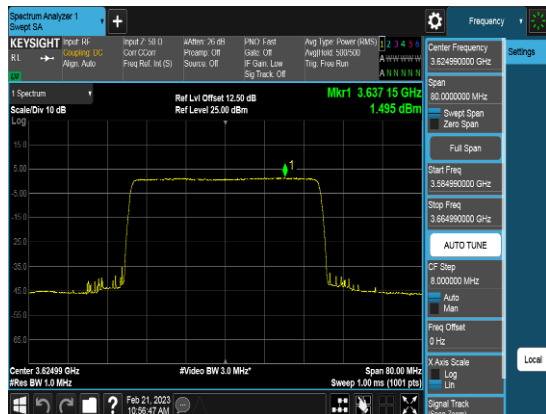 Spectrum Analyzer 1
Swept SA
+
Frequency
KEYSIGHT
RL
Input: RF
Coupling: DC
Align: Auto
Input Z: 50 Ω
Corr CCorr
Freq Ref: Int (S)
#Atten: 26 dB
Preamp: Off
Source: Off
PNO: Fast
Gate: Off
IF Gain: Low
Sig Track: Off
Avg Type: Power (RMS)
Avg|Hold: 500/500
Trig: Free Run
1 2 3 4 5 6
A W W W W W
A N N N N N
1 Spectrum
Scale/Div 10 dB
Log
Ref Lvl Offset 12.50 dB
Ref Level 25.00 dBm
Mkr1 3.637 15 GHz
1.495 dBm
1
15.0
5.00
-5.00
-15.0
-25.0
-35.0
-45.0
-55.0
-65.0
Center 3.62499 GHz
#Res BW 1.0 MHz
#Video BW 3.0 MHz*
Span 80.00 MHz
Sweep 1.00 ms (1001 pts)
Feb 21, 2023
10:56:47 AM
?
Center Frequency
3.624990000 GHz
Settings
Span
80.0000000 MHz
Swept Span
Zero Span
Full Span
Start Freq
3.584990000 GHz
Stop Freq
3.664990000 GHz
AUTO TUNE
CF Step
8.000000 MHz
Auto
Man
Freq Offset
0 Hz
X Axis Scale
Log
Lin
Local
Signal Track
(Span Zoom)